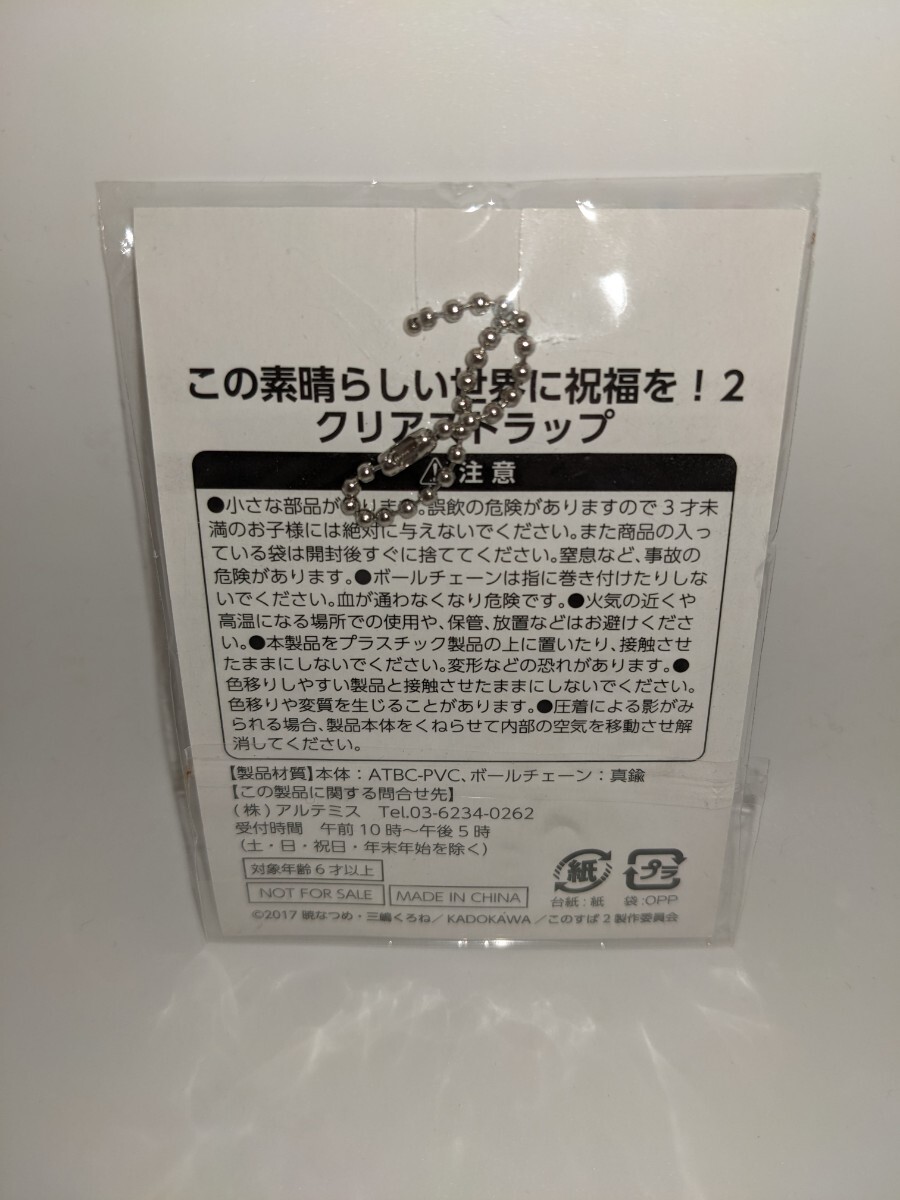 この素晴らしい世界に祝福を！２
クリアストラップ
注意
●小さな部品があります。誤飲の危険がありますので３才未
満のお子様には絶対に与えないでください。また商品の入っ
ている袋は開封後すぐに捨ててください。窒息など、事故の
危険があります。●ボールチェーンは指に巻き付けたりしな
いでください。血が通わなくなり危険です。●火気の近くや
高温になる場所での使用や、保管、放置などはお避けくださ
い。●本製品をプラスチック製品の上に置いたり、接触させ
たままにしないでください。変形などの恐れがあります。●
色移りしやすい製品と接触させたままにしないでください。
色移りや変質を生じることがあります。●圧着による影がみ
られる場合、製品本体をくねらせて内部の空気を移動させ解
消してください。
【製品材質】本体：ATBC-PVC、ボールチェーン：真鍮
【この製品に関する問合せ先】
（株）アルテミス　Tel.03-6234-0262
受付時間　午前10時～午後5時
（土・日・祝日・年末年始を除く）
対象年齢6才以上
NOT FOR SALE MADE IN CHINA
紙 プラ
台紙：紙 袋：OPP
©2017 暁なつめ・三嶋くろね／KADOKAWA／このすば2製作委員会